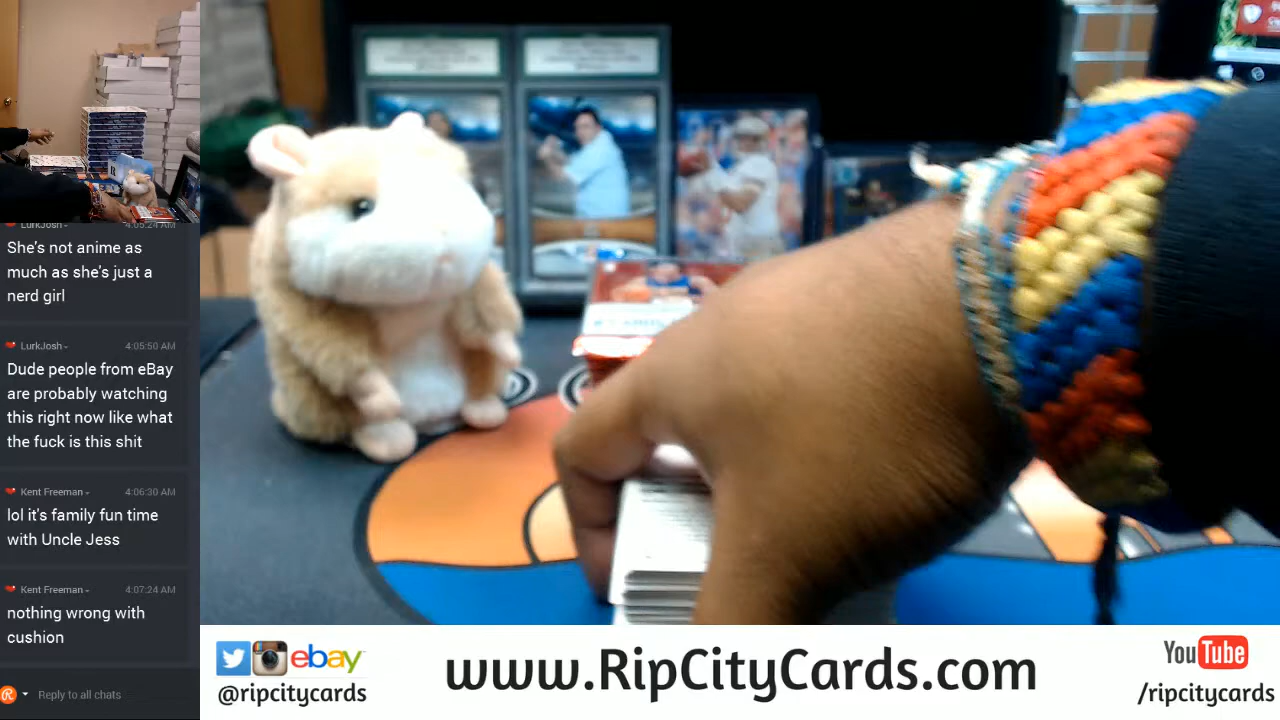 LurkJosh 4:05:24 AM
She's not anime as
much as she's just a
nerd girl
LurkJosh 4:05:50 AM
Dude people from eBay
are probably watching
this right now like what
the fuck is this shit
Kent Freeman 4:06:30 AM
lol it's family fun time
with Uncle Jess
Kent Freeman 4:07:24 AM
nothing wrong with
cushion
Reply to all chats
ebay
@ripcitycards
www.RipCityCards.com
YouTube
/ripcitycards